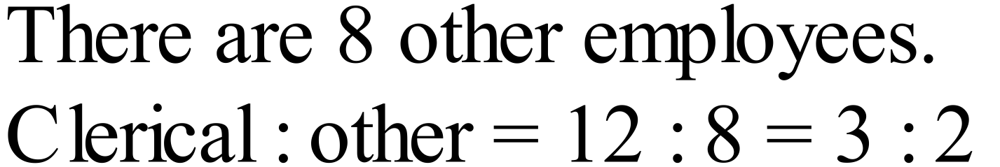 There are 8 other employees.
Clerical : other = 12 : 8 = 3 : 2